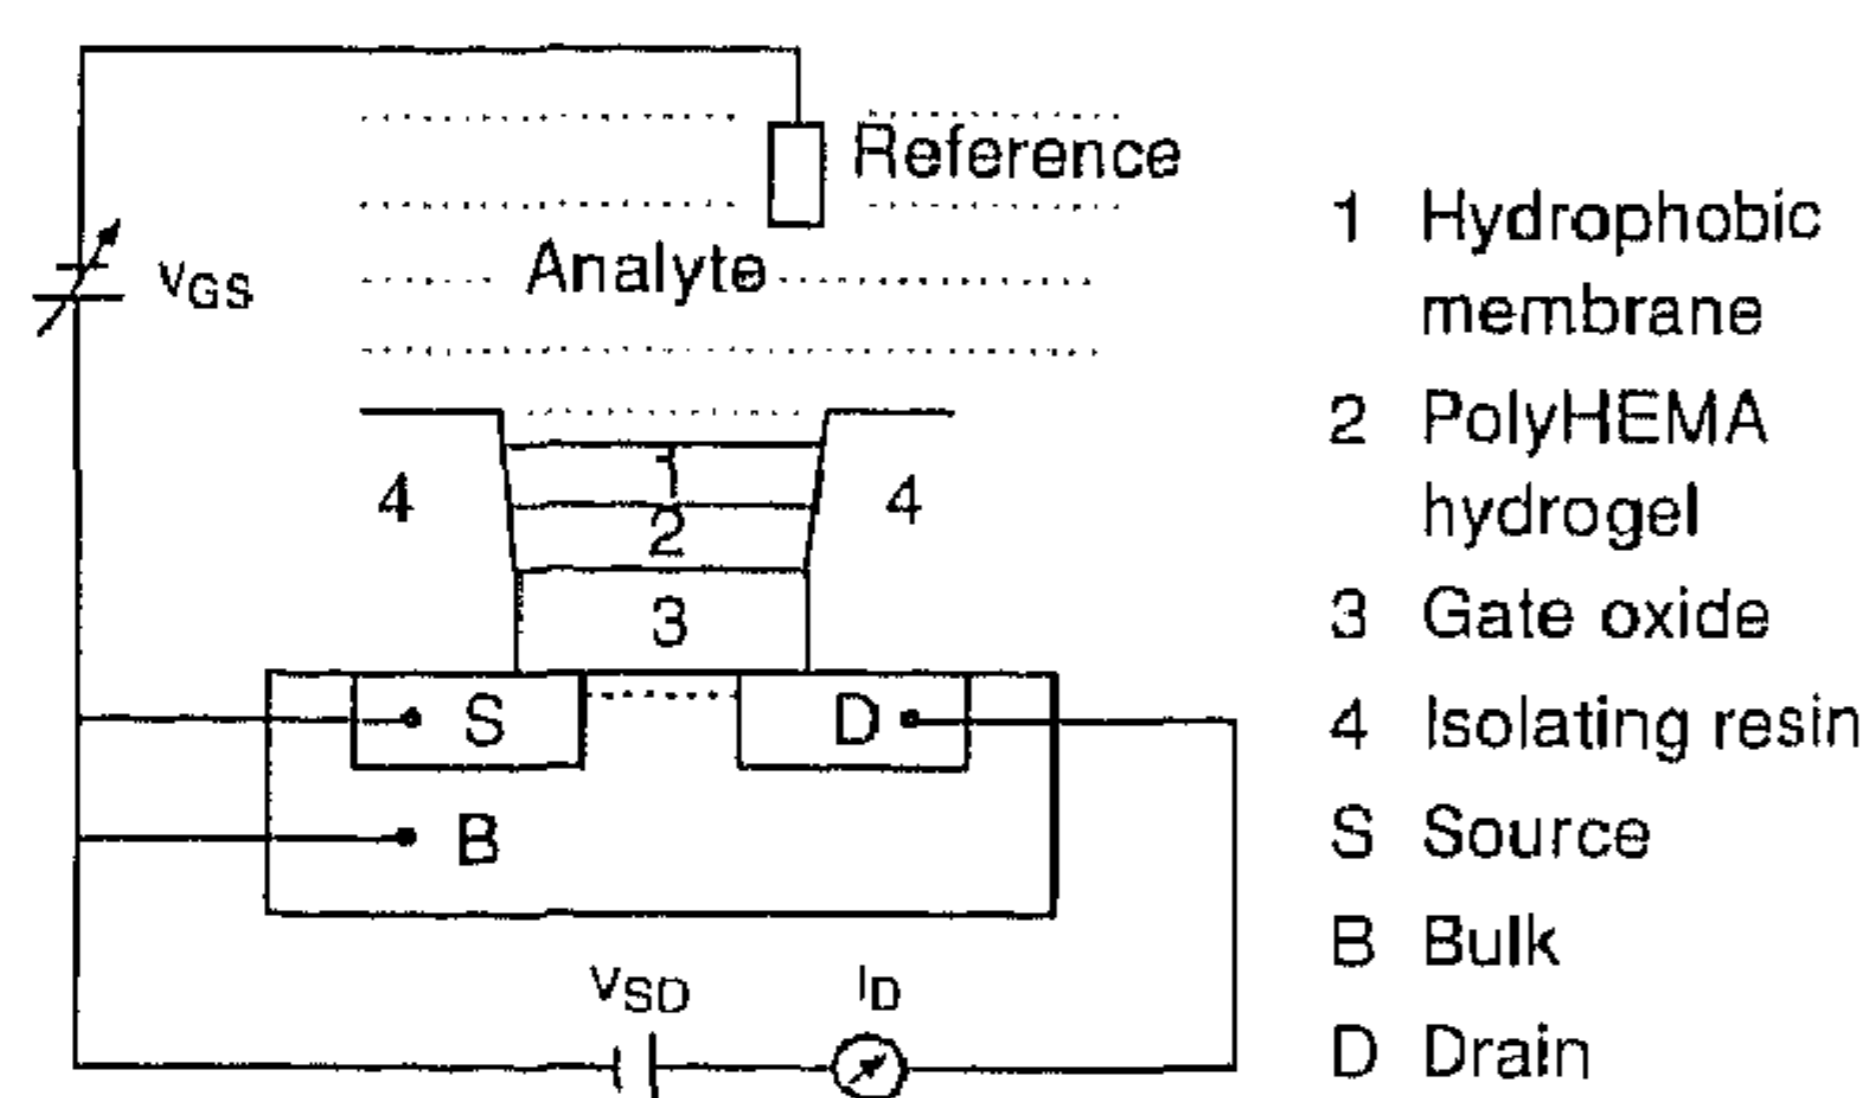 Reference
Analyte
VGS
4
1
4
2
3
S
D
B
VSD
ID
1 Hydrophobic
membrane
2 PolyHEMA
hydrogel
3 Gate oxide
4 Isolating resin
S Source
B Bulk
D Drain